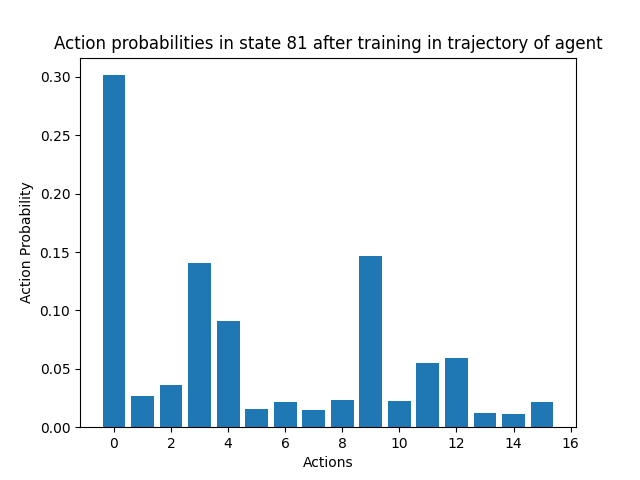 Action probabilities in state 81 after training in trajectory of agent
0.30
0.25
0.20
0.15
0.10
0.05
0.00
Action Probability
0 2 4 6 8 10 12 14 16
Actions